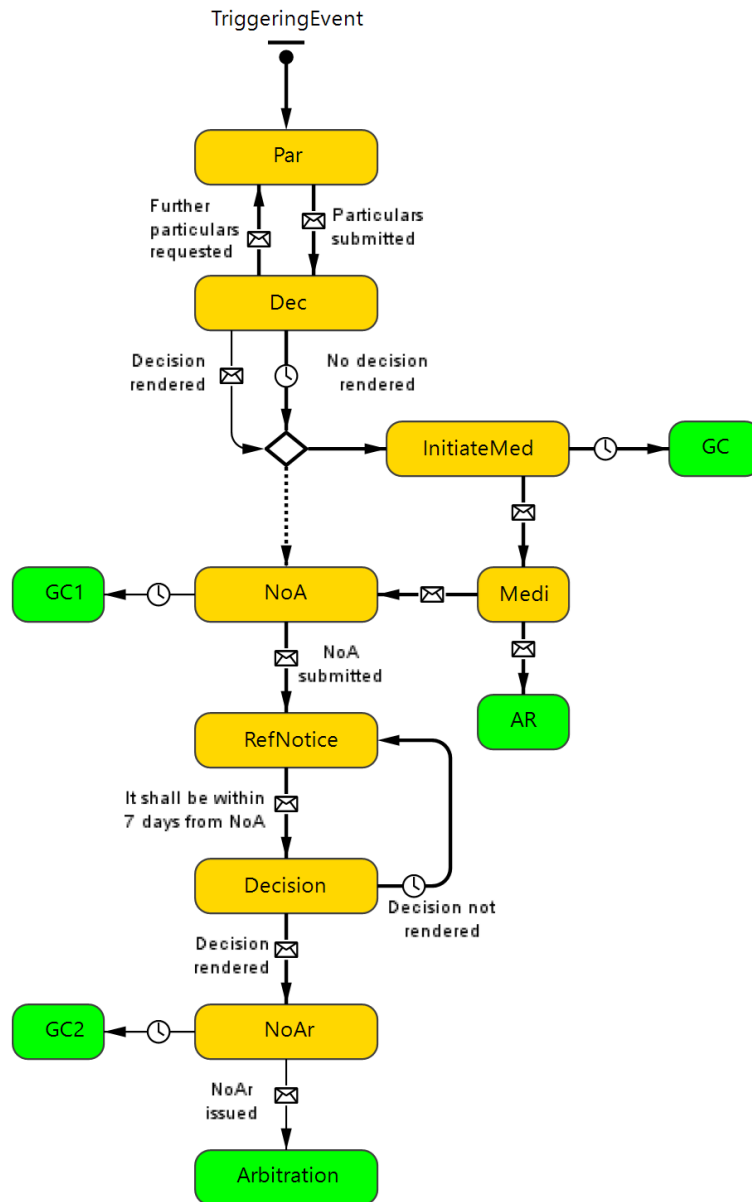 TriggeringEvent
Par
Further
particulars
requested
Particulars
submitted
Dec
Decision
rendered
No decision
rendered
InitiateMed
GC
GC1
NoA
Medi
NoA
submitted
AR
RefNotice
It shall be within
7 days from NoA
Decision
Decision not
rendered
Decision
rendered
GC2
NoAr
NoAr
issued
Arbitration